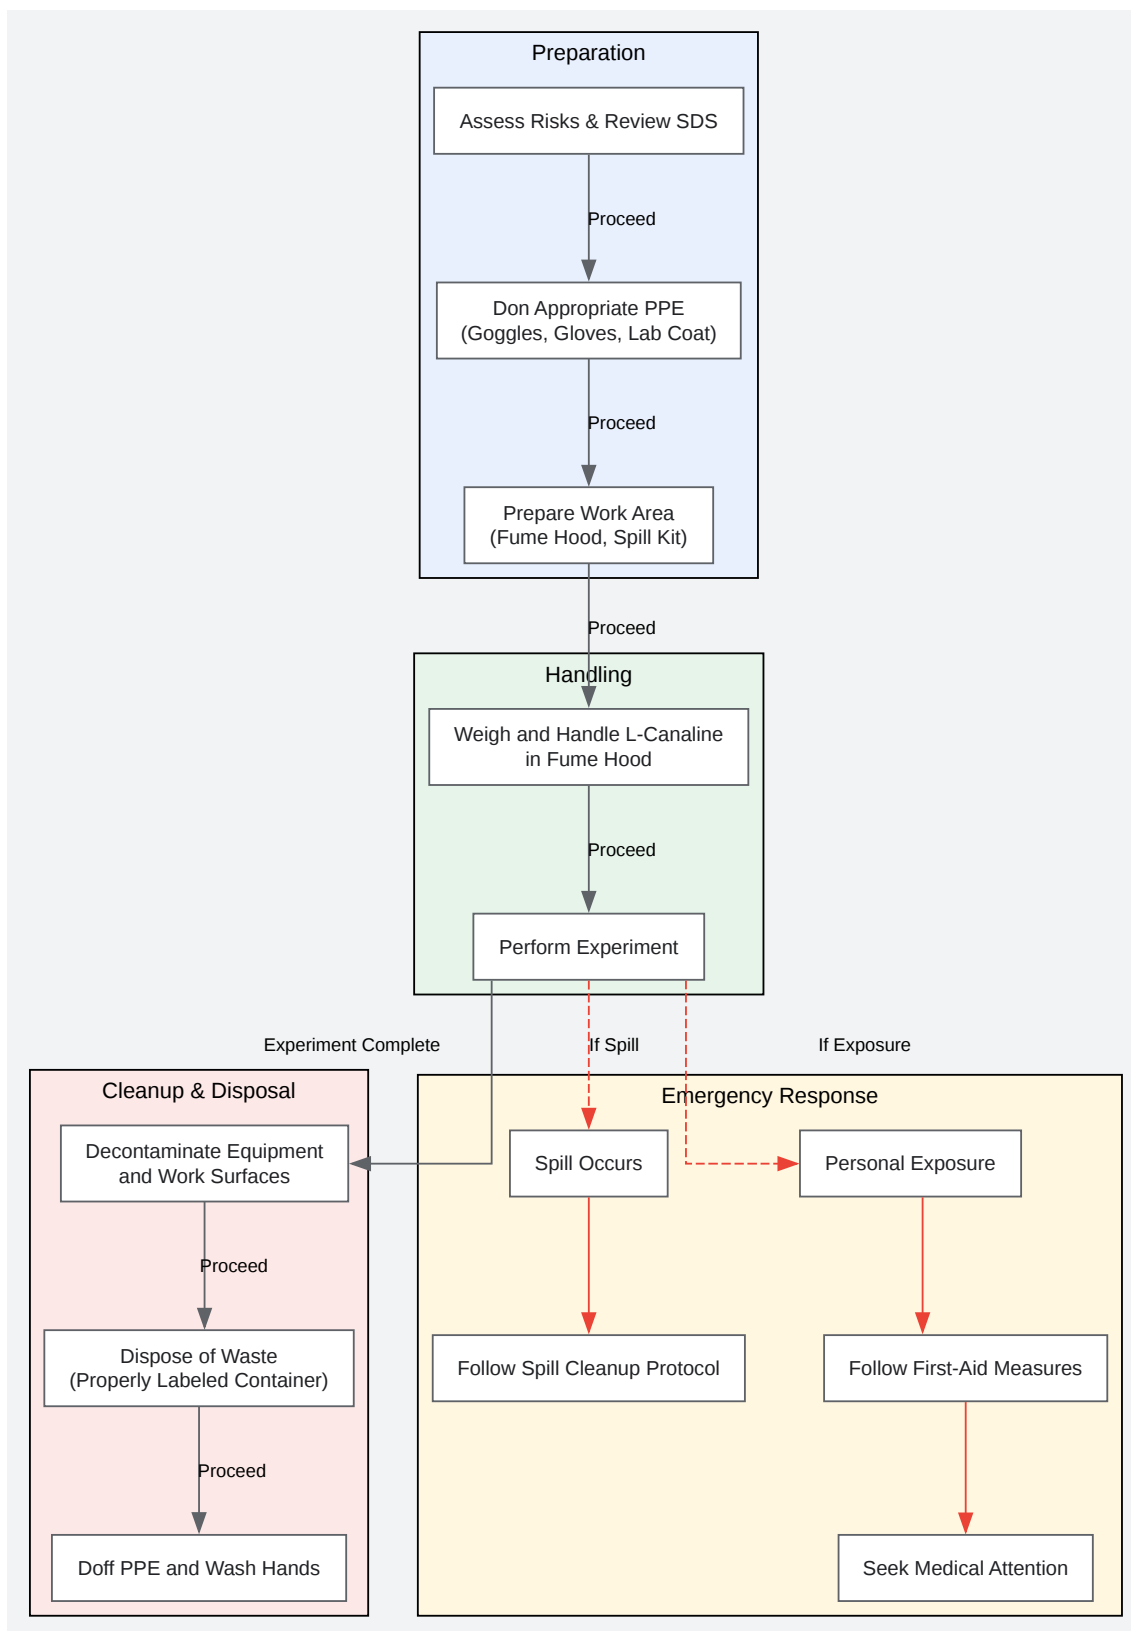 Preparation
Assess Risks & Review SDS
Proceed
Don Appropriate PPE
(Goggles, Gloves, Lab Coat)
Proceed
Prepare Work Area
(Fume Hood, Spill Kit)
Proceed
Handling
Weigh and Handle L-Canaline
in Fume Hood
Proceed
Perform Experiment
Experiment Complete
If Spill
If Exposure
Cleanup & Disposal
Decontaminate Equipment
and Work Surfaces
Proceed
Dispose of Waste
(Properly Labeled Container)
Proceed
Doff PPE and Wash Hands
Emergency Response
Spill Occurs
Personal Exposure
Follow Spill Cleanup Protocol
Follow First-Aid Measures
Seek Medical Attention